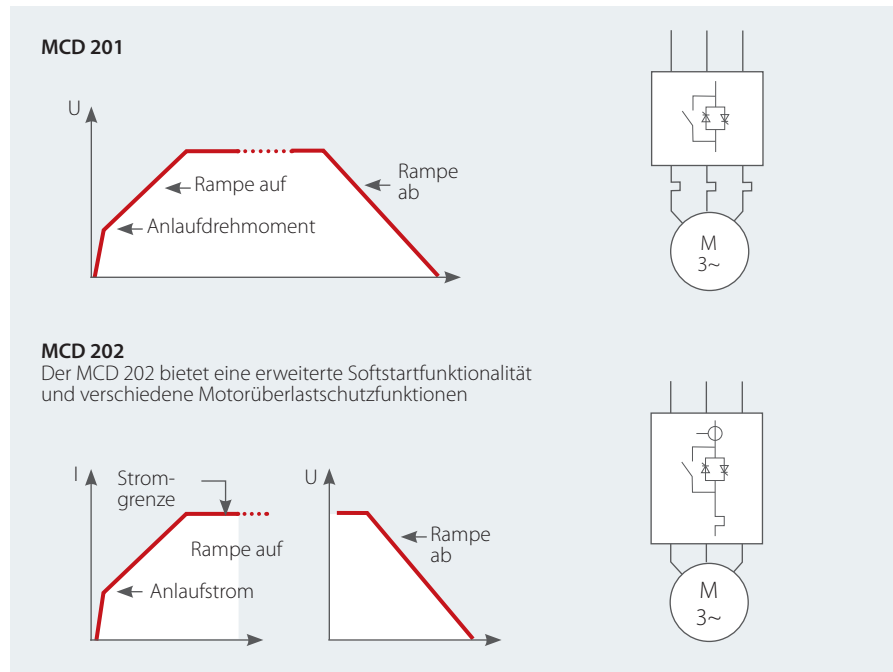 MCD 201
U
Rampe auf
Rampe
ab
Anlaufdrehmoment
M
3~
MCD 202
Der MCD 202 bietet eine erweiterte Softstartfunktionalität
und verschiedene Motorüberlastschutzfunktionen
I
Strom-
grenze
U
Rampe auf
Rampe
ab
Anlaufstrom
M
3~